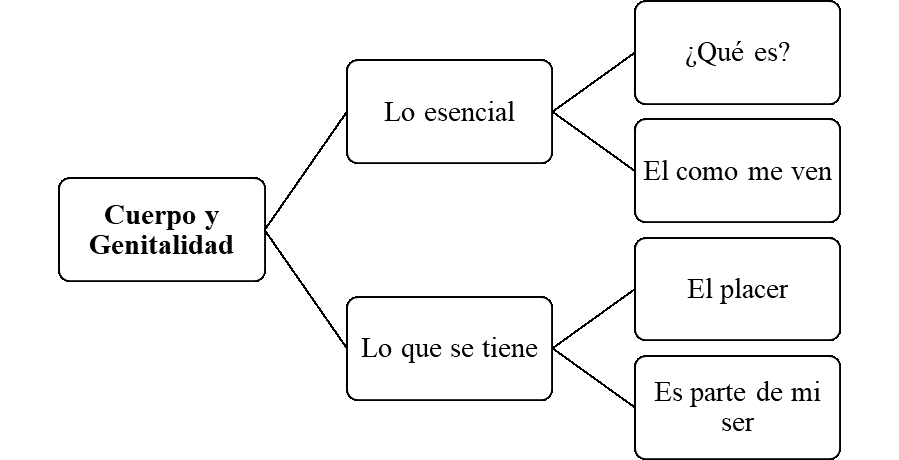 Cuerpo y
Genitalidad
Lo esencial
¿Qué es?
El como me ven
Lo que se tiene
El placer
Es parte de mi
ser